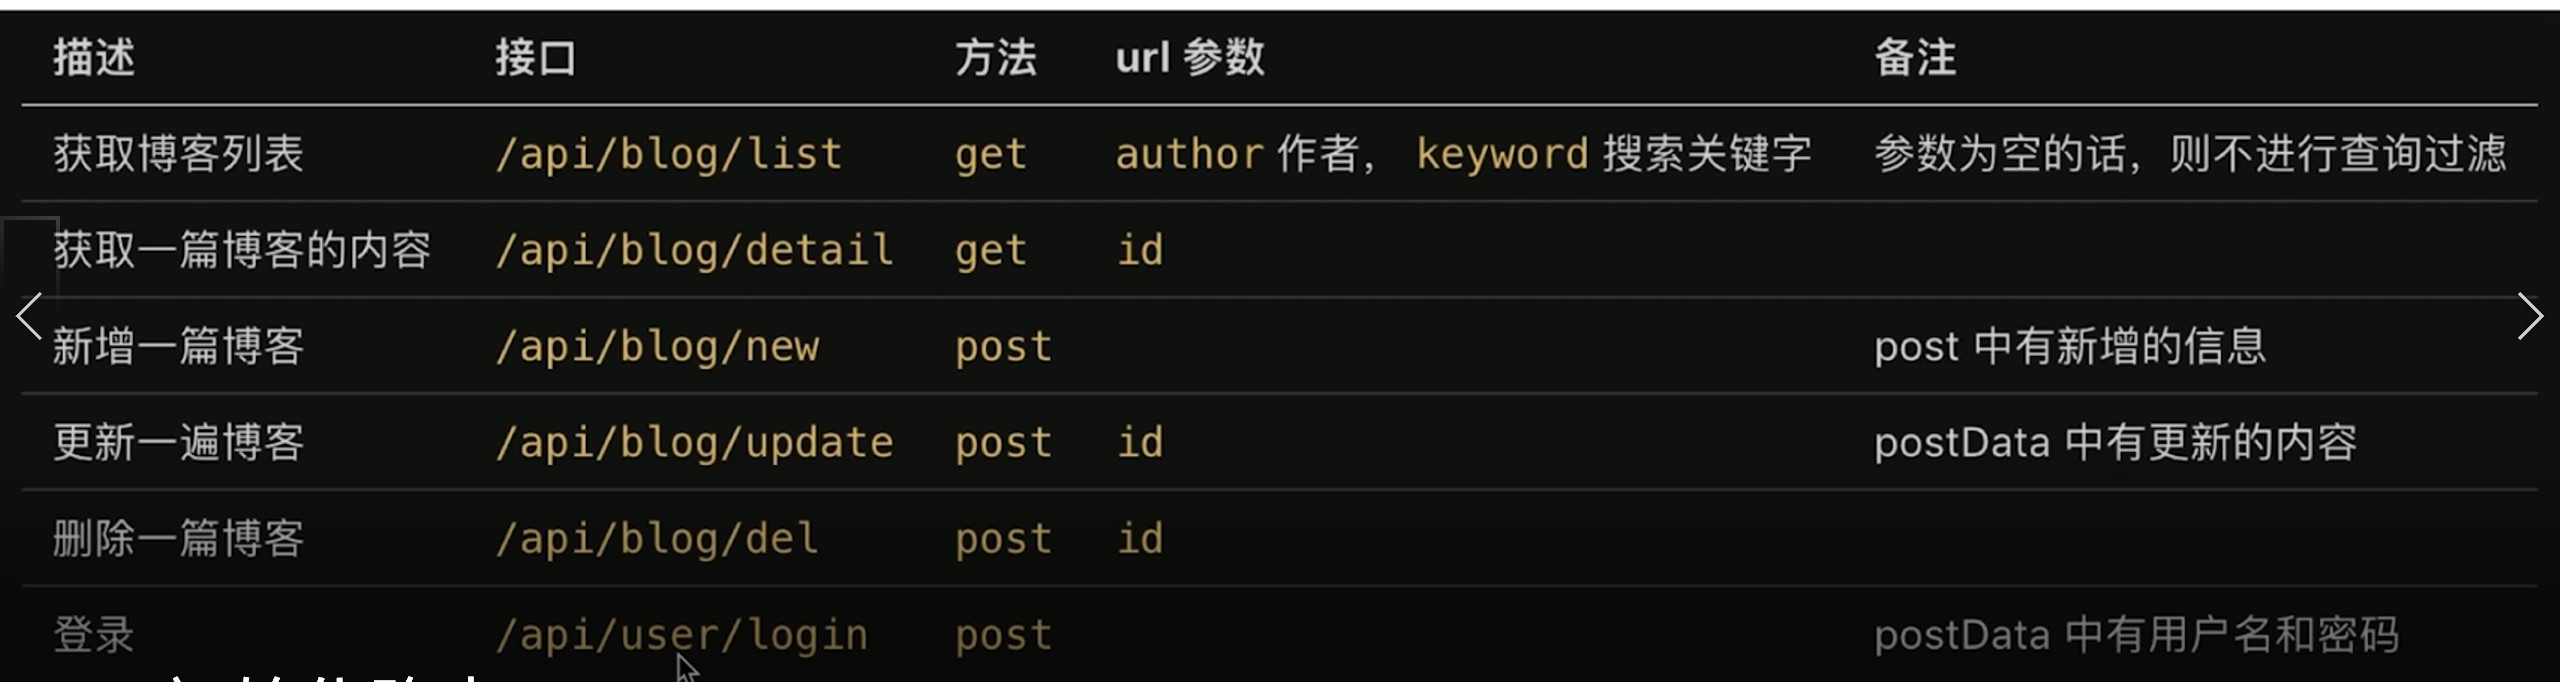 描述 接口 方法 url 参数 备注
获取博客列表 /api/blog/list get author 作者， keyword 搜索关键字 参数为空的话，则不进行查询过滤
获取一篇博客的内容 /api/blog/detail get id
新增一篇博客 /api/blog/new post post 中有新增的信息
更新一遍博客 /api/blog/update post id postData 中有更新的内容
删除一篇博客 /api/blog/del post id
登录 /api/user/login post postData 中有用户名和密码